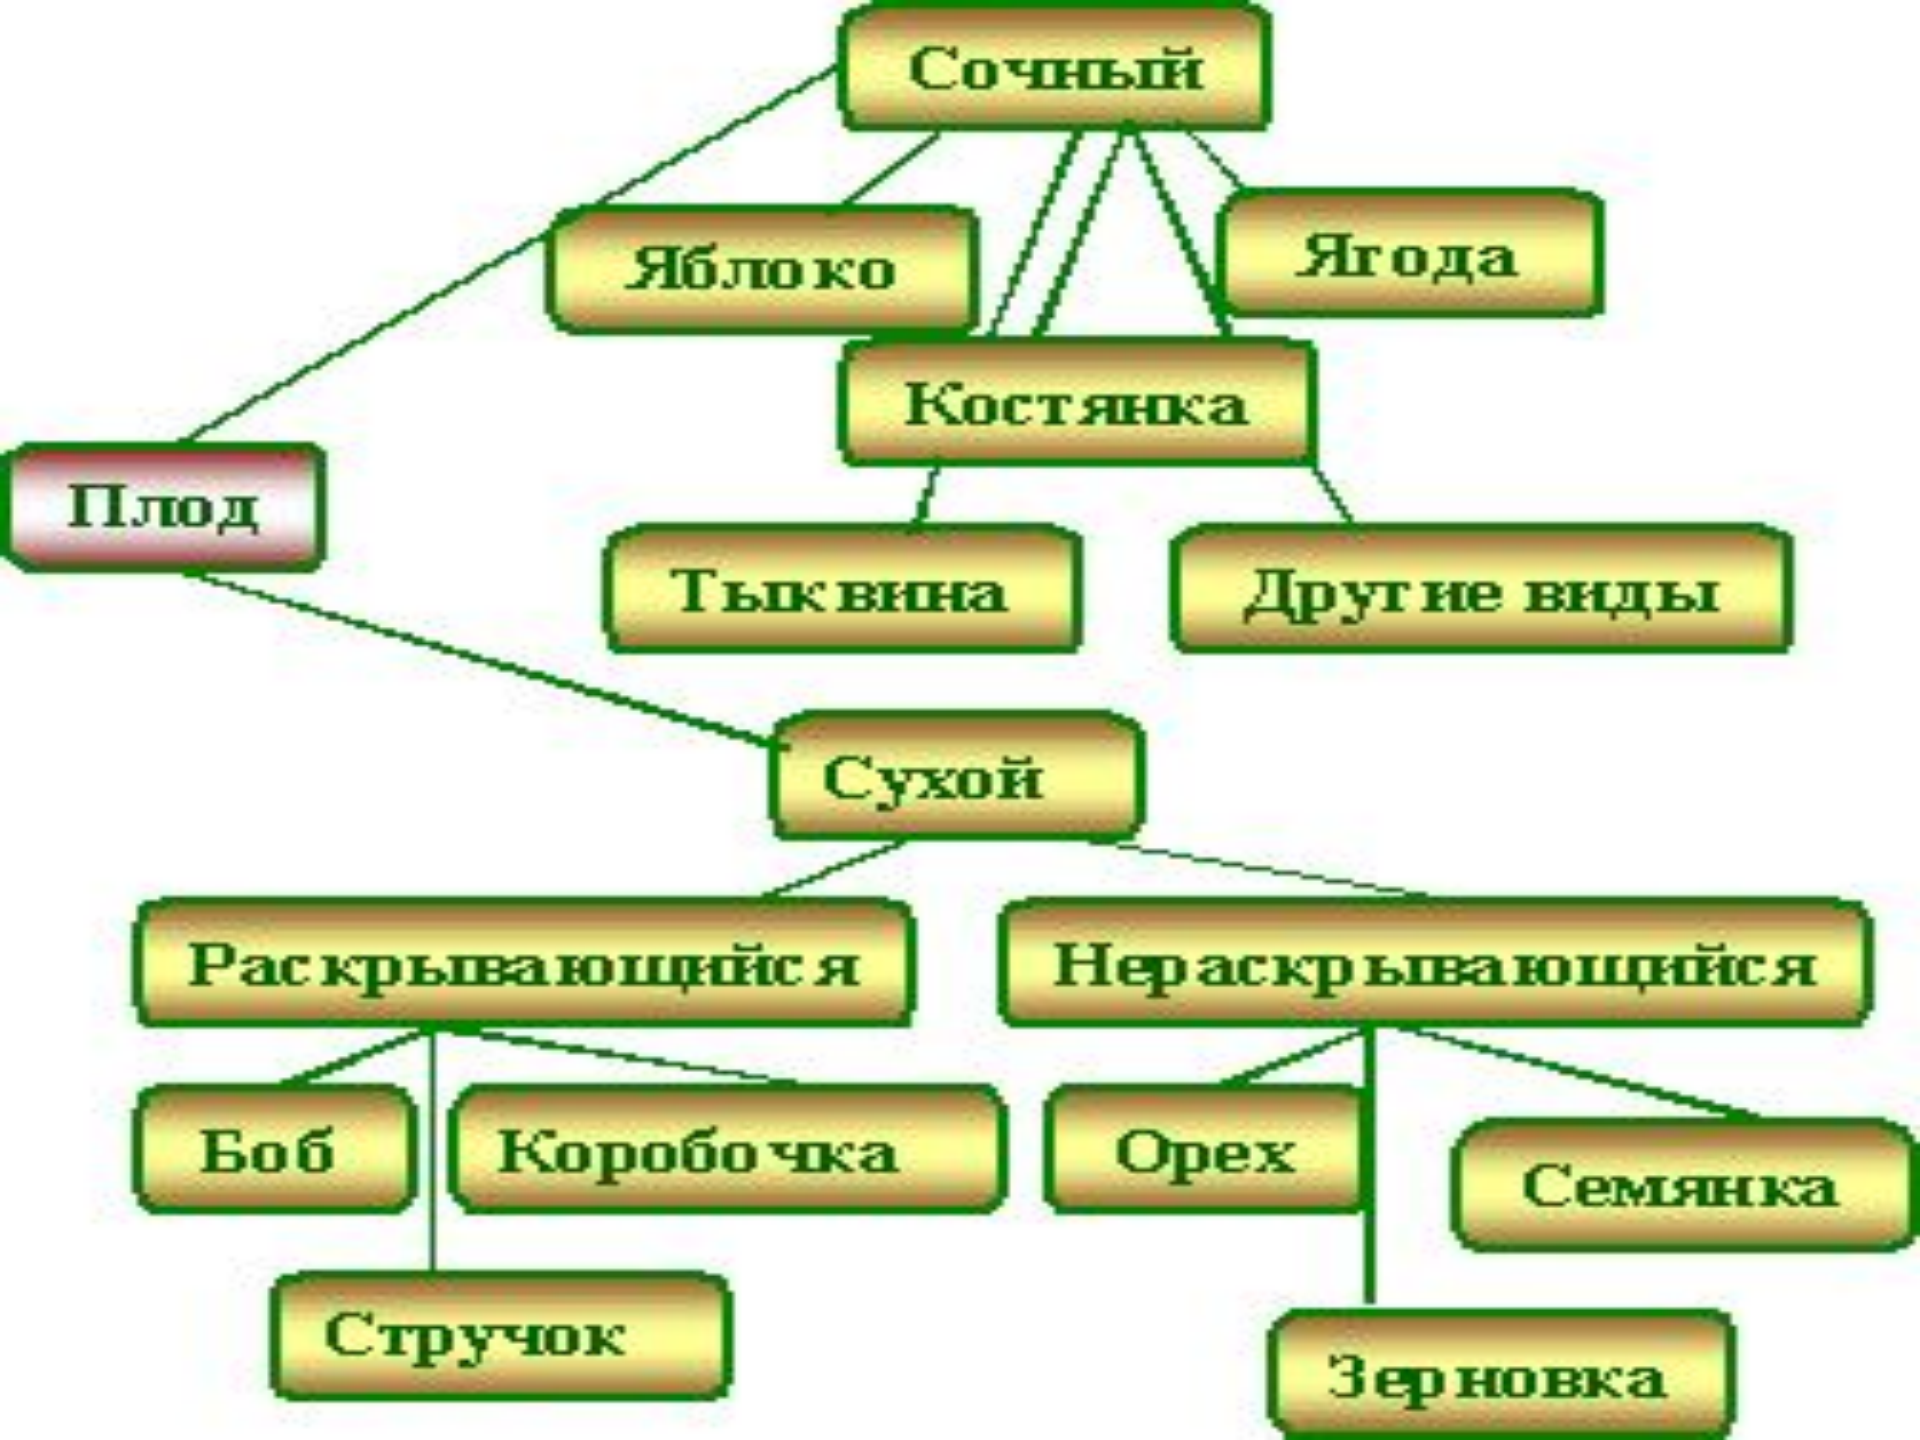 Сочный
Яблоко
Ягода
Костянка
Плод
Тыквина
Другие виды
Сухой
Раскрывающийся
Нераскрывающийся
Боб
Коробочка
Орех
Семянка
Стручок
Зерновка